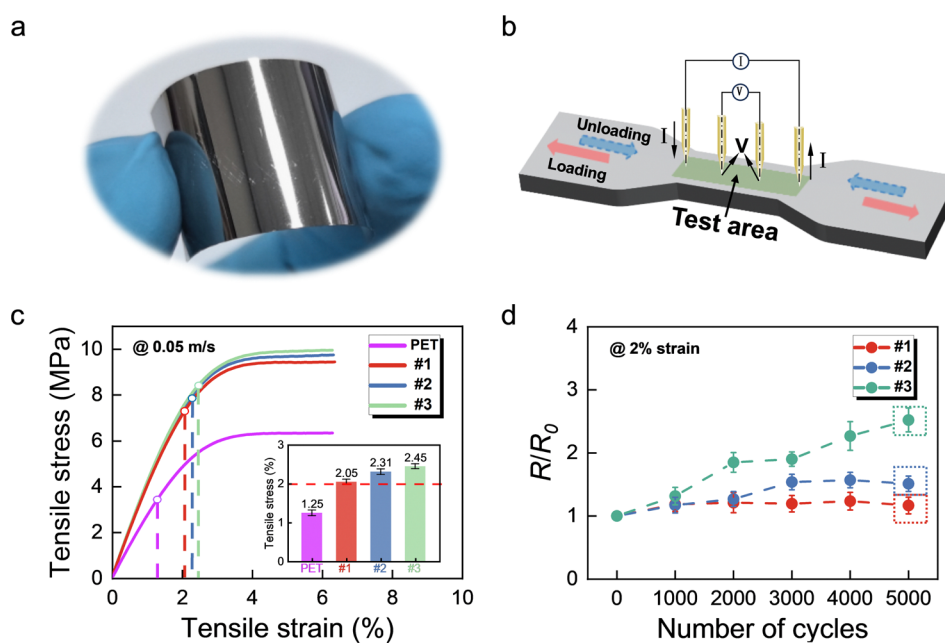 a
b
I
V
I
Unloading
Loading
V
I
Test area
c
Tensile stress (MPa)
10
8
6
4
2
0
@ 0.05 m/s
PET
#1
#2
#3
Tensile stress (%)
3
2
1
0
1.25
2.05
2.31
2.45
PET
#1
#2
#3
0
2
4
6
8
10
Tensile strain (%)
d
R/R0
4
3
2
1
0
@ 2% strain
#1
#2
#3
0
1000
2000
3000
4000
5000
Number of cycles